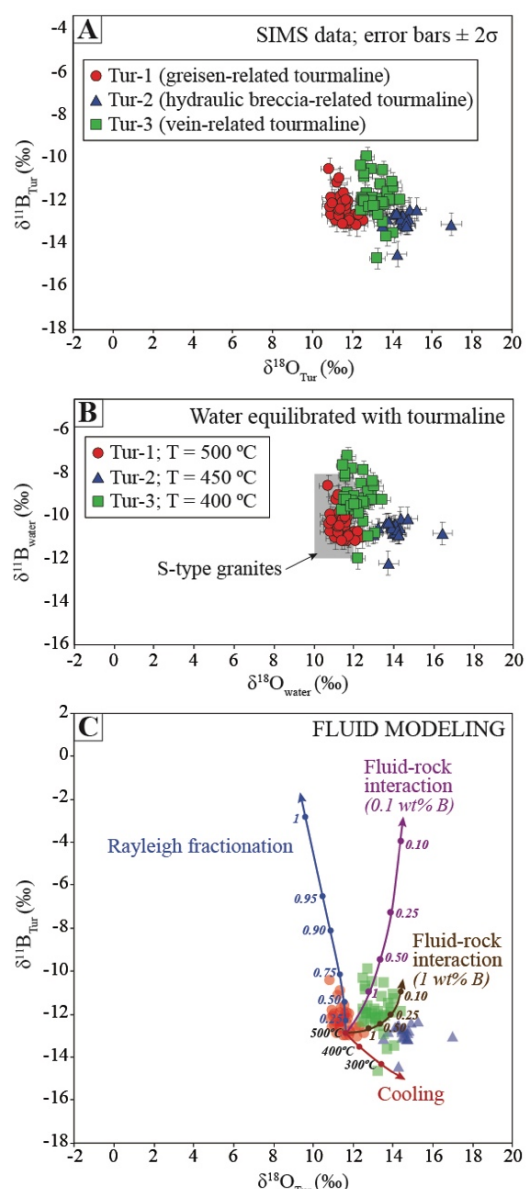 A
SIMS data; error bars ± 2σ
Tur-1 (greisen-related tourmaline)
Tur-2 (hydraulic breccia-related tourmaline)
Tur-3 (vein-related tourmaline)
-4
-6
-8
-10
-12
-14
-16
-18
δ¹¹B_Tur (‰)
-2 0 2 4 6 8 10 12 14 16 18 20
δ¹⁸O_Tur (‰)
B
Water equilibrated with tourmaline
Tur-1; T = 500 ºC
Tur-2; T = 450 ºC
Tur-3; T = 400 ºC
S-type granites
-6
-8
-10
-12
-14
-16
δ¹¹B_water (‰)
-2 0 2 4 6 8 10 12 14 16 18 20
δ¹⁸O_water (‰)
C
FLUID MODELING
2
0
-2
-4
-6
-8
-10
-12
-14
-16
-18
δ¹¹B_Tur (‰)
Fluid-rock
interaction
(0.1 wt% B)
Rayleigh fractionation
1
0.95
0.90
0.75
0.50
0.25
0.10
0.25
0.50
1
Fluid-rock
interaction
(1 wt% B)
0.10
0.25
0.50
1
500ºC
400ºC
300ºC
Cooling
-2 0 2 4 6 8 10 12 14 16 18 20
δ¹⁸O (‰)